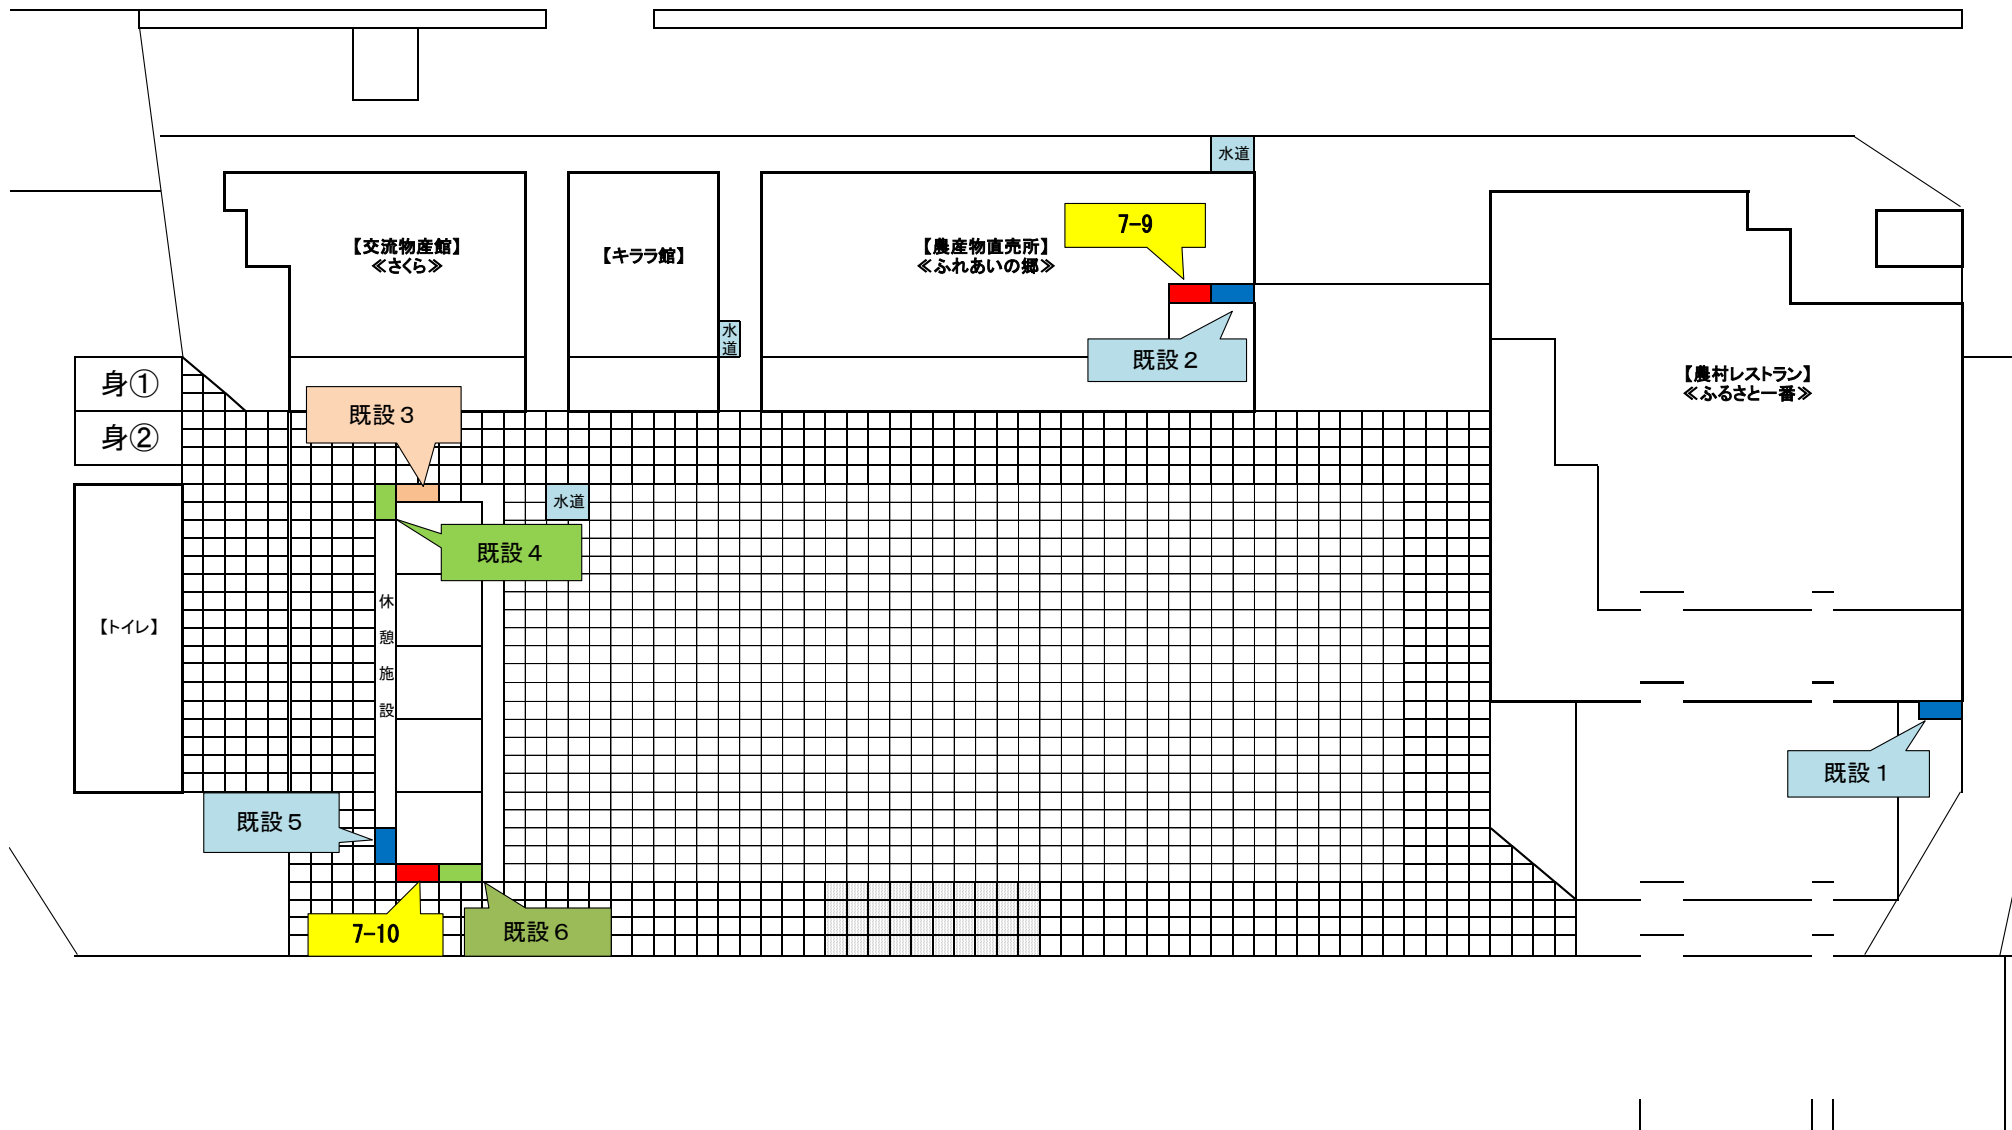 水道
7-9
【交流物産館】
≪さくら≫
【キララ館】
【農産物直売所】
≪ふれあいの郷≫
水
道
既設２
【農村レストラン】
≪ふるさと一番≫
身①
身②
既設３
水道
既設４
【トイレ】
休
憩
施
設
既設１
既設５
7-10
既設６